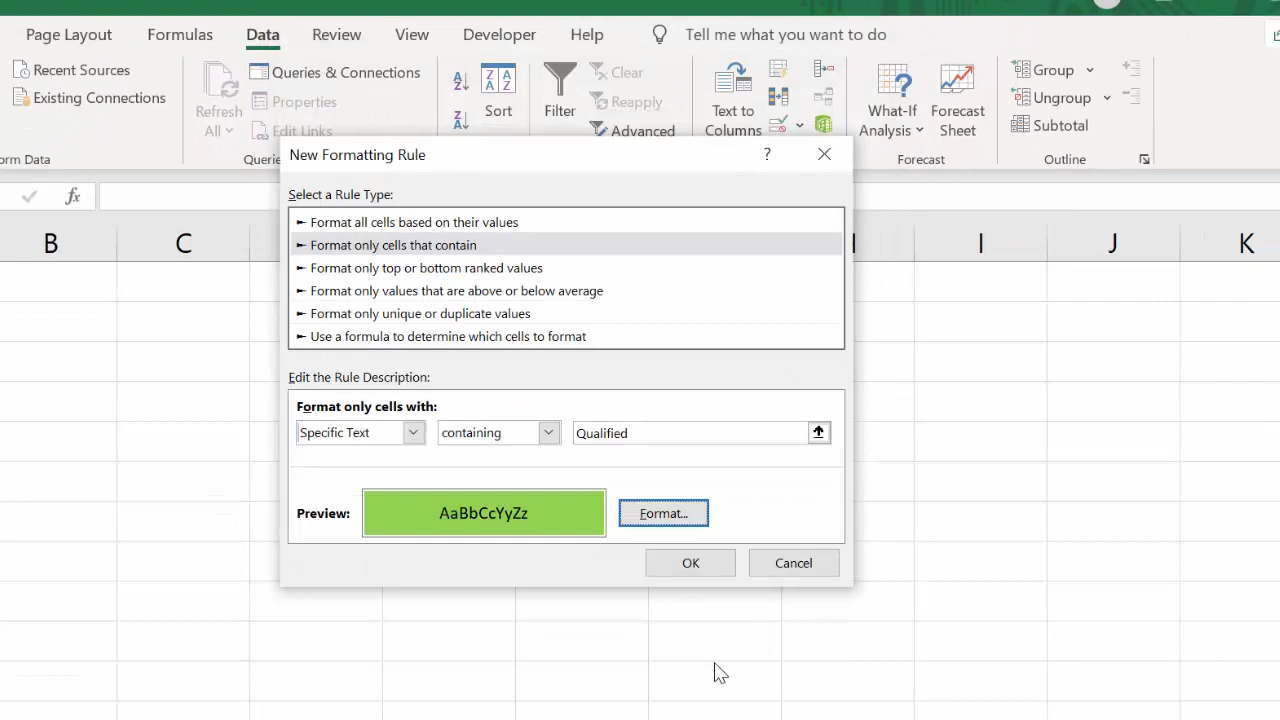 Page Layout Formulas Data Review View Developer Help Tell me what you want to do
Recent Sources
Existing Connections
rom Data
Refresh
All
Queries & Connections
Properties
Edit Links
Queri
Sort
Filter
Clear
Reapply
Advanced
Text to
Columns
What-If
Analysis
Forecast
Sheet
Forecast
Group
Ungroup
Subtotal
Outline
fx
B C I J K
New Formatting Rule ?
Select a Rule Type:
► Format all cells based on their values
► Format only cells that contain
► Format only top or bottom ranked values
► Format only values that are above or below average
► Format only unique or duplicate values
► Use a formula to determine which cells to format
Edit the Rule Description:
Format only cells with:
Specific Text containing Qualified
Preview: AaBbCcYyZz Format...
OK Cancel